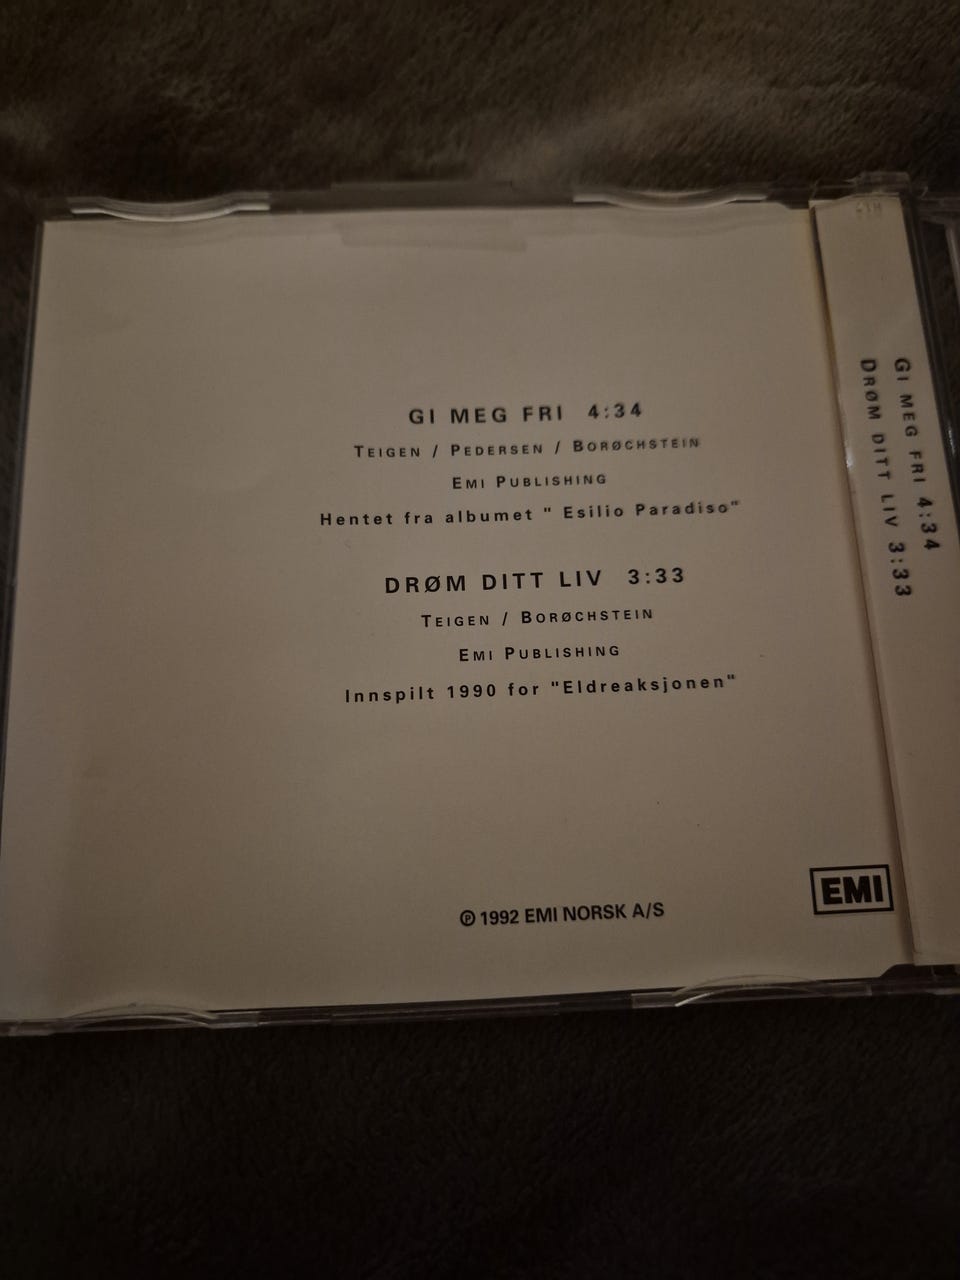 GI MEG FRI 4:34
TEIGEN / PEDERSEN / BORØCHSTEIN
EMI PUBLISHING
Hentet fra albumet " Esilio Paradiso"
DRØM DITT LIV 3:33
TEIGEN / BORØCHSTEIN
EMI PUBLISHING
Innspilt 1990 for "Eldreaksjonen"
℗ 1992 EMI NORSK A/S
EMI
GI MEG FRI 4:34
DRØM DITT LIV 3:33